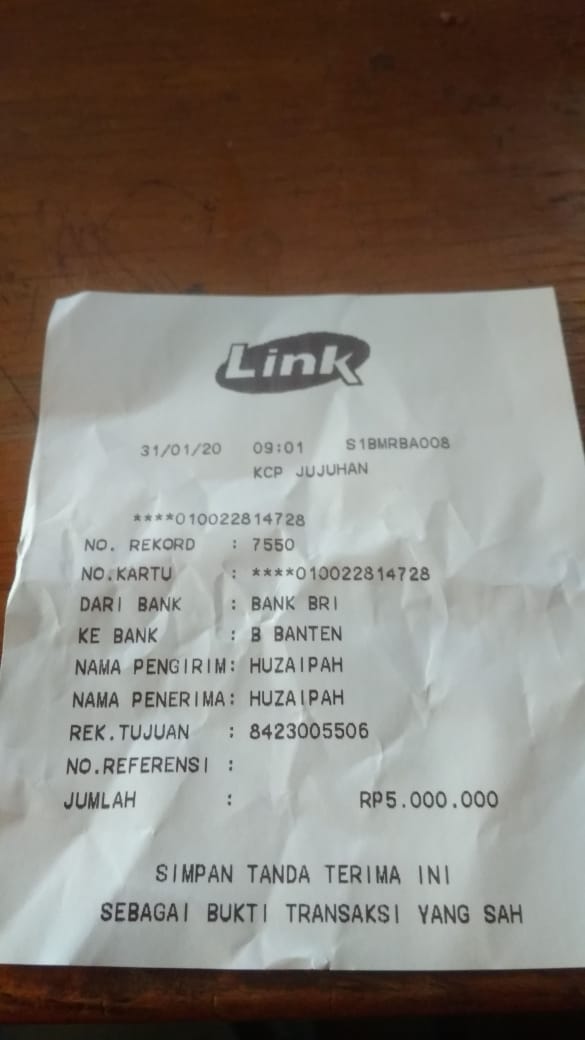 Link
31/01/20 09:01 S1BMRBA008
KCP JUJUHAN
****010022814728
NO. REKORD : 7550
NO.KARTU : ****010022814728
DARI BANK : BANK BRI
KE BANK : B BANTEN
NAMA PENGIRIM: HUZAIPAH
NAMA PENERIMA: HUZAIPAH
REK.TUJUAN : 8423005506
NO.REFERENSI :
JUMLAH : RP5.000.000
SIMPAN TANDA TERIMA INI
SEBAGAI BUKTI TRANSAKSI YANG SAH